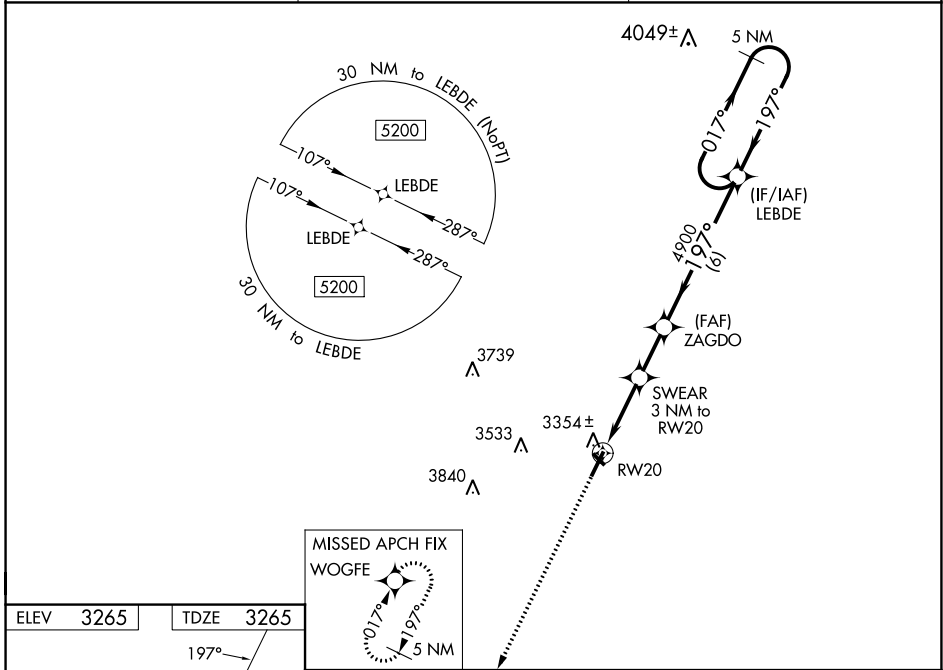 4049±
5 NM
30 NM to LEBDE (NoPT)
5200
017°
197°
107°
LEBDE
287°
(IF/IAF)
LEBDE
107°
LEBDE
287°
5200
30 NM to LEBDE
4900
197°
(6)
(FAF)
ZAGDO
3739
SWEAR
3 NM to
RW20
3354±
3533
RW20
3840
MISSED APCH FIX
WOGFE
017°
197°
5 NM
ELEV 3265
TDZE 3265
197°